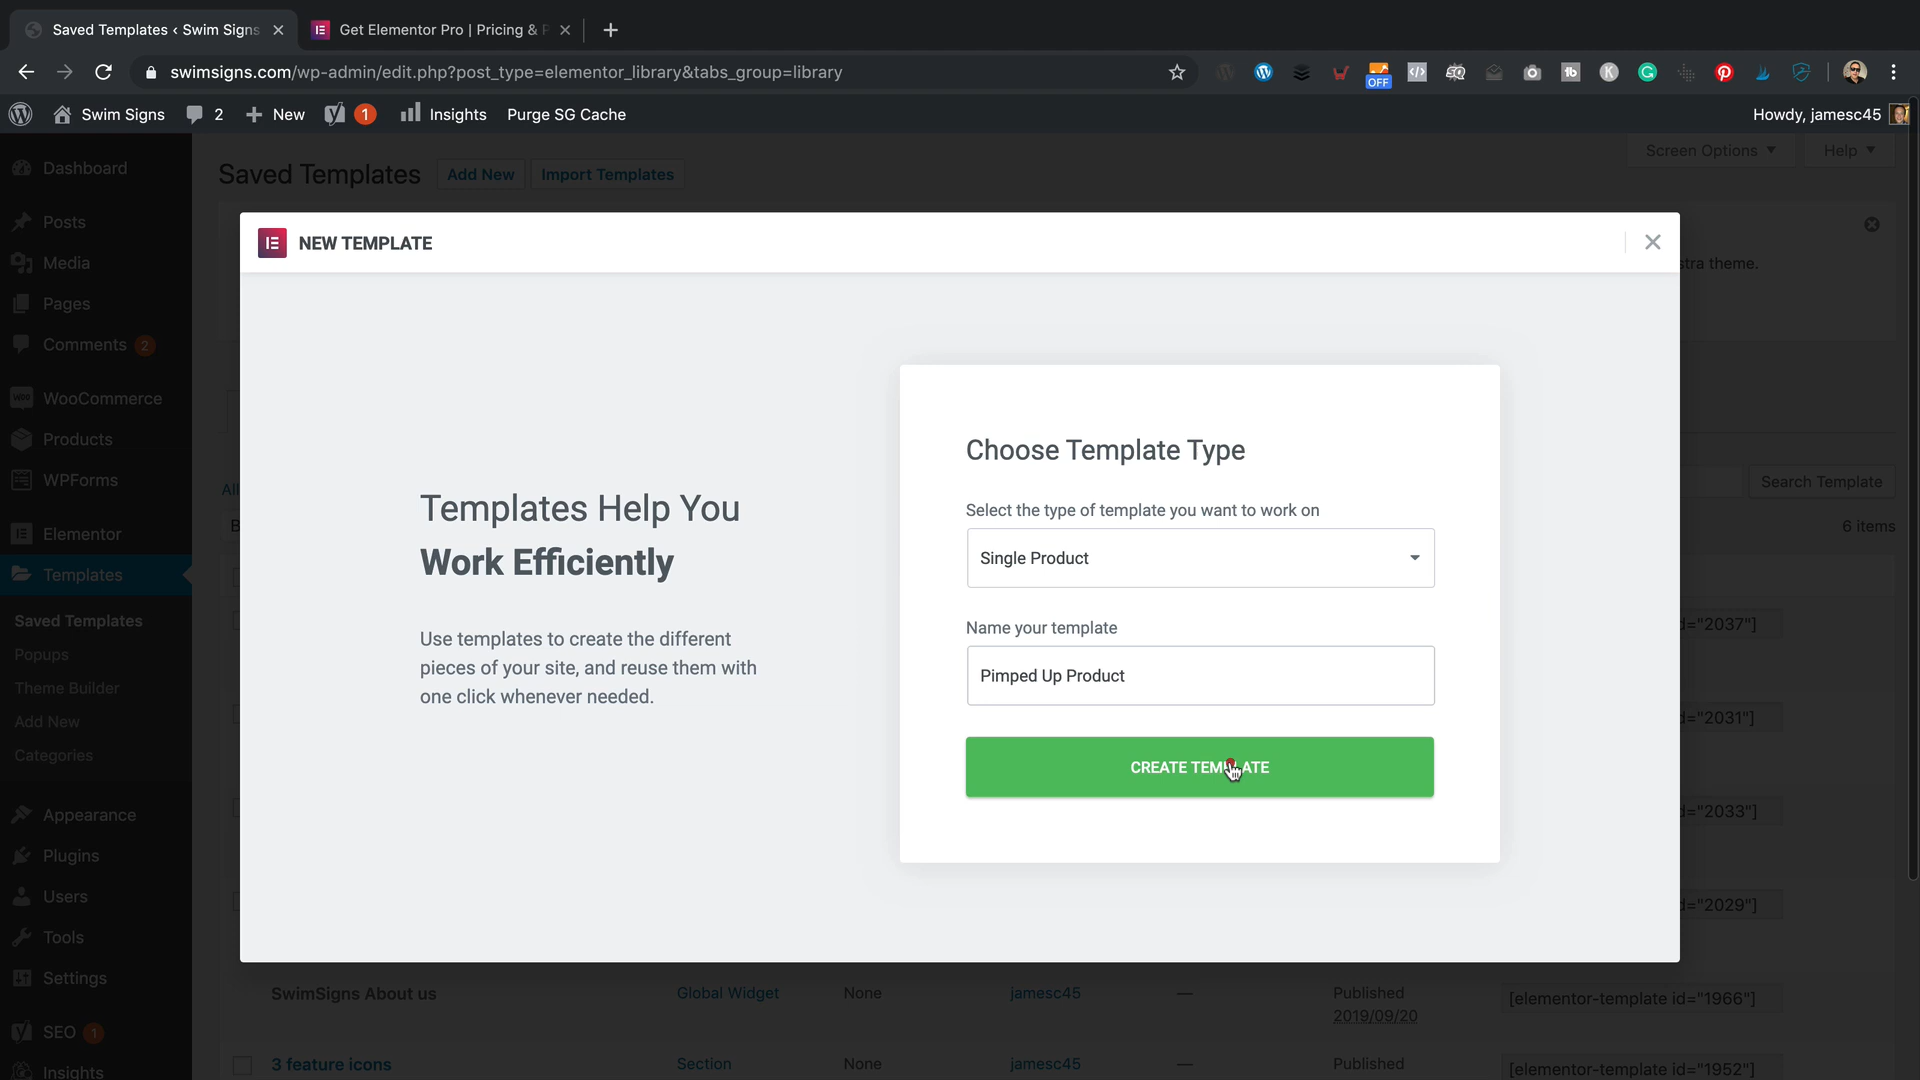 Saved Templates ‹ Swim Signs
Get Elementor Pro | Pricing & P
swimsigns.com/wp-admin/edit.php?post_type=elementor_library&tabs_group=library
OFF
Swim Signs
2
New
1
Insights
Purge SG Cache
Howdy, jamesc45
Dashboard
Posts
Media
Pages
Comments 2
WooCommerce
Products
WPForms
Elementor
Templates
Saved Templates
Popups
Theme Builder
Add New
Categories
Appearance
Plugins
Users
Tools
Settings
SEO 1
Insights
Saved Templates
Add New
Import Templates
Screen Options
Help
stra theme.
NEW TEMPLATE
Templates Help You
Work Efficiently
Use templates to create the different
pieces of your site, and reuse them with
one click whenever needed.
Choose Template Type
Select the type of template you want to work on
Single Product
Name your template
Pimped Up Product
CREATE TEMPLATE
All
B
Search Template
6 items
d="2037"]
d="2031"]
d="2033"]
d="2029"]
SwimSigns About us
Global Widget
None
jamesc45
—
Published
2019/09/20
[elementor-template id="1966"]
3 feature icons
Section
None
jamesc45
—
Published
[elementor-template id="1952"]